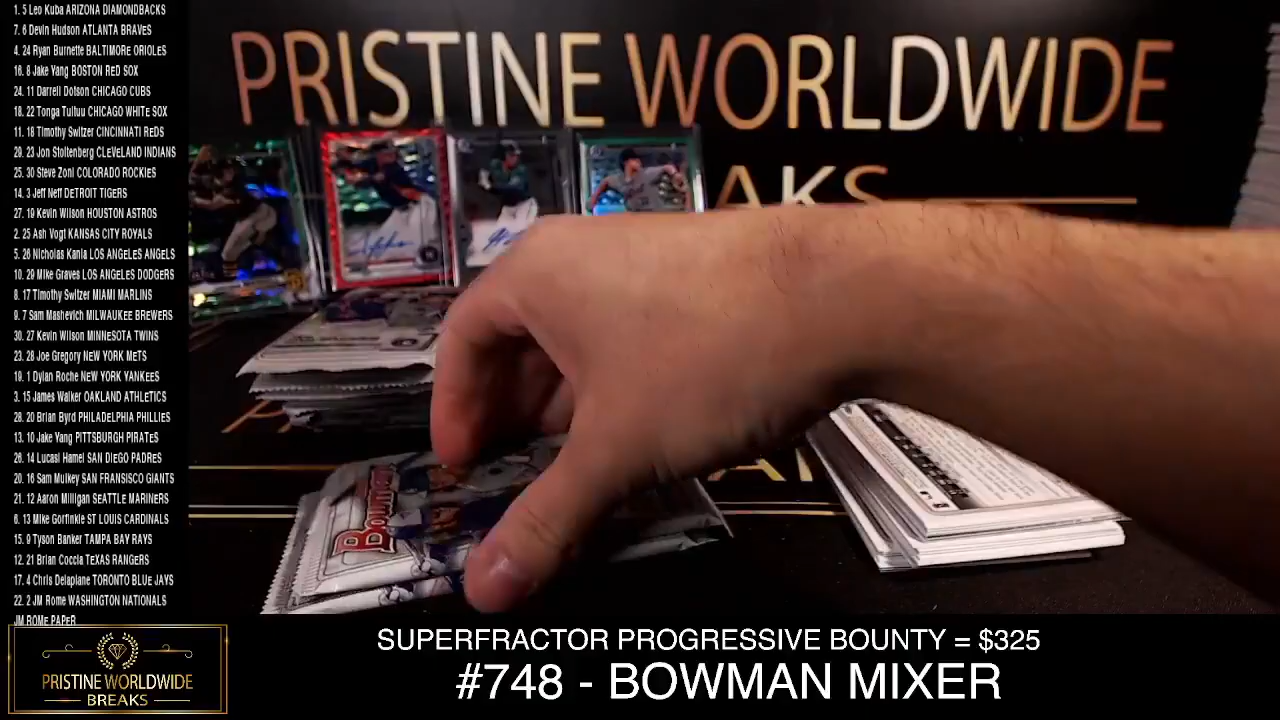 1. 5 Leo Kuba ARIZONA DIAMONDBACKS
7. 6 Devin Hudson ATLANTA BRAVES
4. 24 Ryan Burnette BALTIMORE ORIOLES
16. 8 Jake Yang BOSTON RED SOX
24. 11 Darrell Dotson CHICAGO CUBS
18. 22 Tonga Tuituu CHICAGO WHITE SOX
11. 18 Timothy Switzer CINCINNATI REDS
29. 23 Jon Stoltenberg CLEVELAND INDIANS
25. 30 Steve Zoni COLORADO ROCKIES
14. 3 Jeff Neff DETROIT TIGERS
27. 19 Kevin Wilson HOUSTON ASTROS
2. 25 Ash Vogt KANSAS CITY ROYALS
5. 26 Nicholas Kania LOS ANGELES ANGELS
10. 29 Mike Graves LOS ANGELES DODGERS
8. 17 Timothy Switzer MIAMI MARLINS
9. 7 Sam Mashevich MILWAUKEE BREWERS
30. 27 Kevin Wilson MINNESOTA TWINS
23. 28 Joe Gregory NEW YORK METS
19. 1 Dylan Roche NEW YORK YANKEES
3. 15 James Walker OAKLAND ATHLETICS
28. 20 Brian Byrd PHILADELPHIA PHILLIES
13. 10 Jake Yang PITTSBURGH PIRATES
26. 14 Lucasi Hamel SAN DIEGO PADRES
20. 16 Sam Mulkey SAN FRANSISCO GIANTS
21. 12 Aaron Milligan SEATTLE MARINERS
6. 13 Mike Gorfinkle ST LOUIS CARDINALS
15. 9 Tyson Banker TAMPA BAY RAYS
12. 21 Brian Coccia TEXAS RANGERS
17. 4 Chris Delaplane TORONTO BLUE JAYS
22. 2 JM Rome WASHINGTON NATIONALS
JM ROME PAPER
PRISTINE WORLDWIDE
AKS
Bowman
PRISTINE WORLDWIDE
BREAKS
SUPERFRACTOR PROGRESSIVE BOUNTY = $325
#748 - BOWMAN MIXER